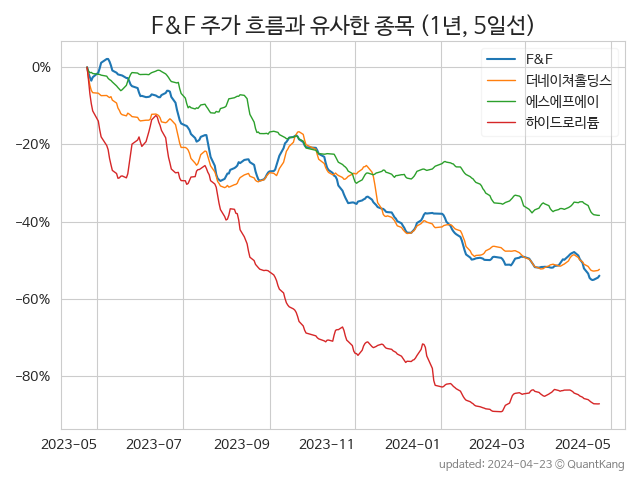 F&F 주가 흐름과 유사한 종목 (1년, 5일선)
F&F
더네이쳐홀딩스
에스에프에이
하이드로리튬
0%
−20%
−40%
−60%
−80%
2023-05 2023-07 2023-09 2023-11 2024-01 2024-03 2024-05
updated: 2024-04-23 © QuantKang